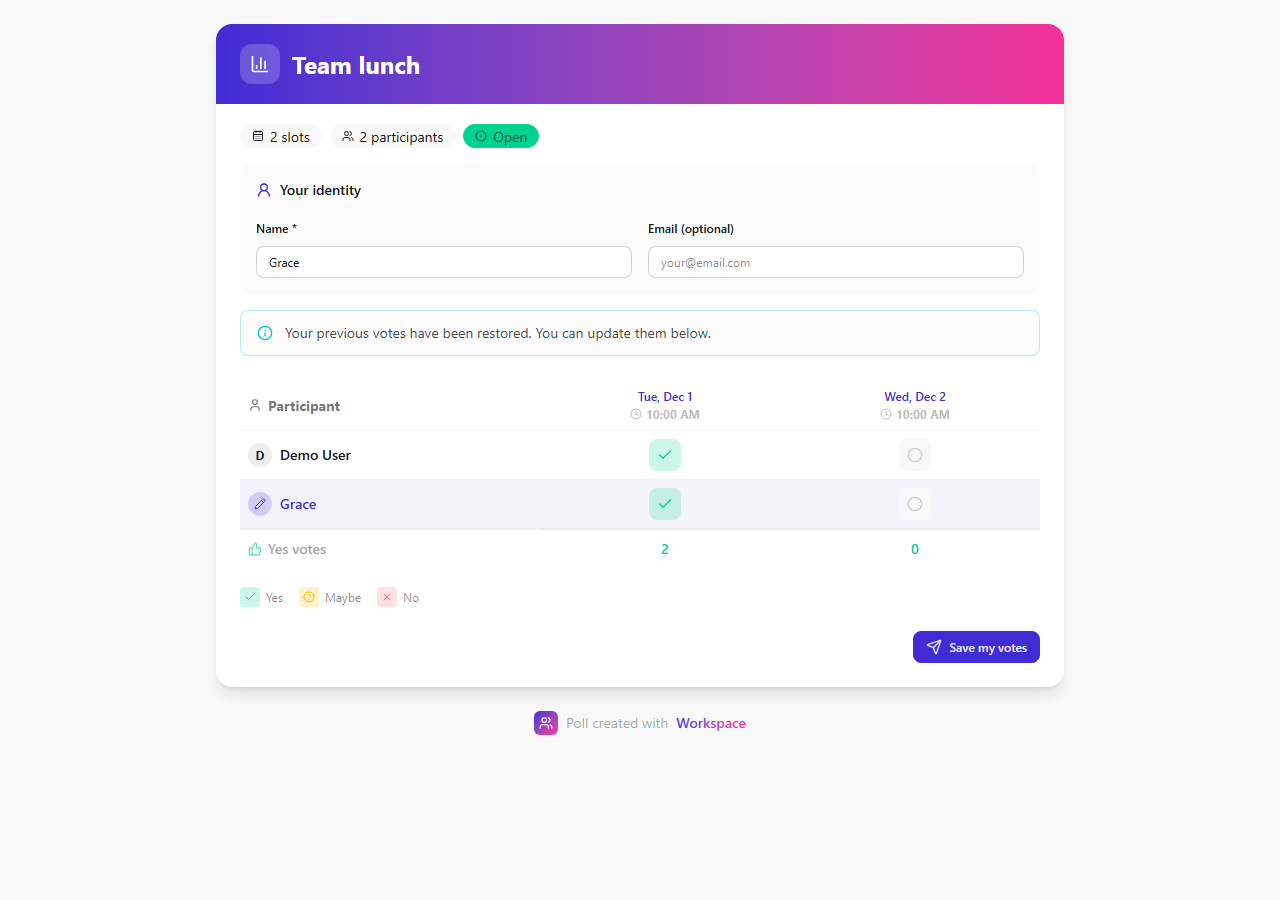 Team lunch
2 slots 2 participants Open
Your identity
Name * Email (optional)
Grace your@email.com
Your previous votes have been restored. You can update them below.
Participant Tue, Dec 1 Wed, Dec 2
10:00 AM 10:00 AM
D Demo User
Grace
Yes votes 2 0
Yes Maybe No
Save my votes
Poll created with Workspace